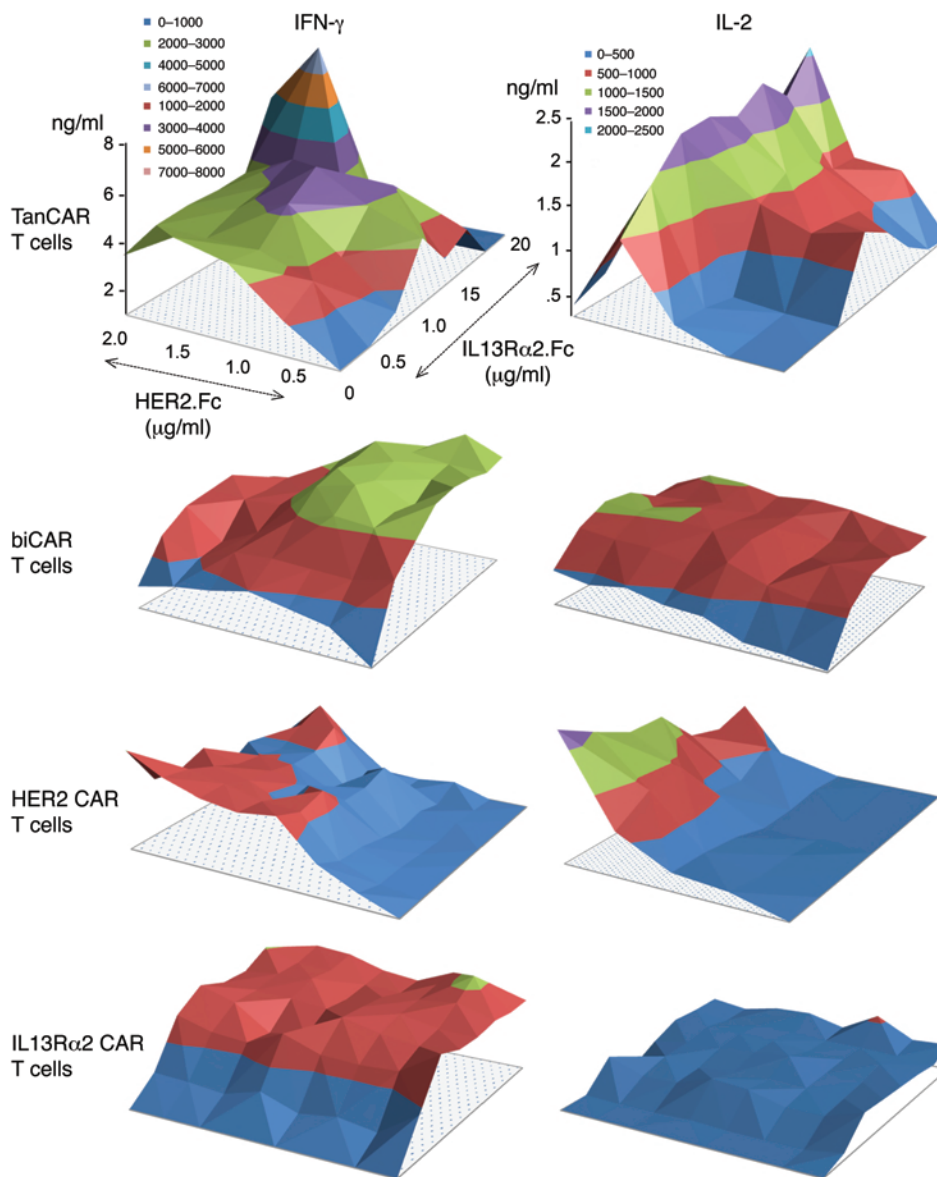 IFN-γ
0–1000
2000–3000
4000–5000
6000–7000
1000–2000
3000–4000
5000–6000
7000–8000
ng/ml
8
6
4
2
TanCAR
T cells
2.0
1.5
1.0
0.5
0
HER2.Fc
(μg/ml)
0.5
1.0
15
20
IL13Rα2.Fc
(μg/ml)
IL-2
0–500
500–1000
1000–1500
1500–2000
2000–2500
ng/ml
2.5
2
1.5
1
.5
biCAR
T cells
HER2 CAR
T cells
IL13Rα2 CAR
T cells